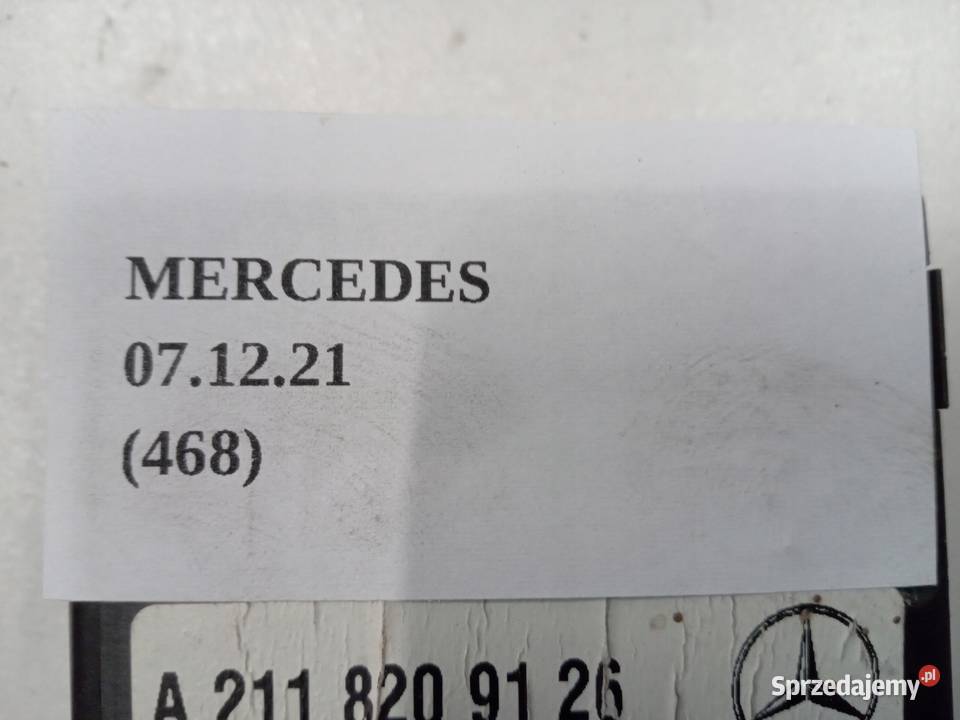 MERCEDES
07.12.21
(468)
A 211 820 91 26
Sprzedajemy.pl